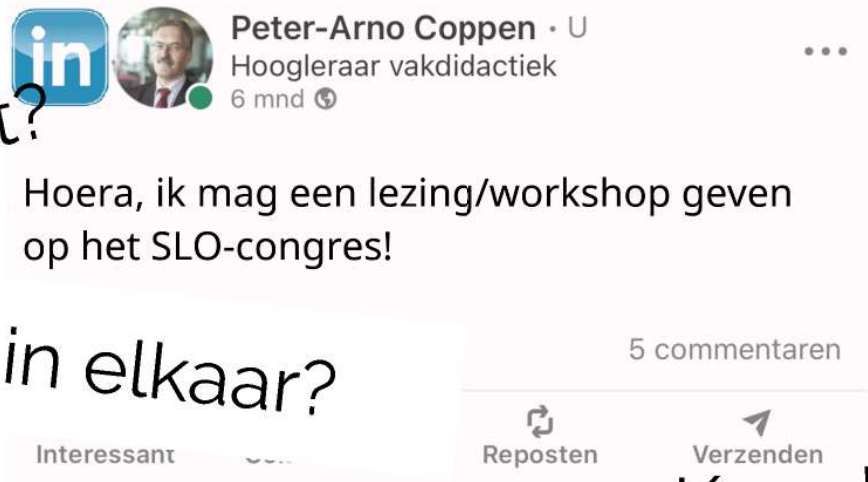 in
Peter-Arno Coppen · U
Hoogleraar vakdidactiek
6 mnd
t?
Hoera, ik mag een lezing/workshop geven
op het SLO-congres!
in elkaar?
5 commentaren
Interessant
Reposten
Verzenden